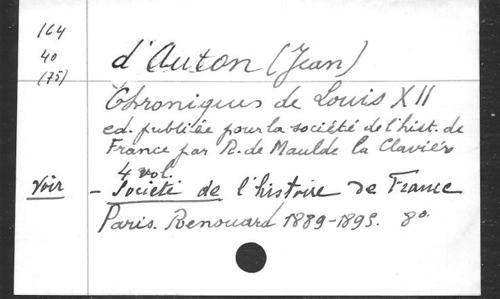 164
40
(75)
d'Auton (Jean)
Chroniques de Louis XII
ed. publiée pour la société de l'hist. de
France par R. de Maulde la Clavière
4 vol.
voir – Société de l'histoire de France
Paris. Renouard 1889-1895. 8°.